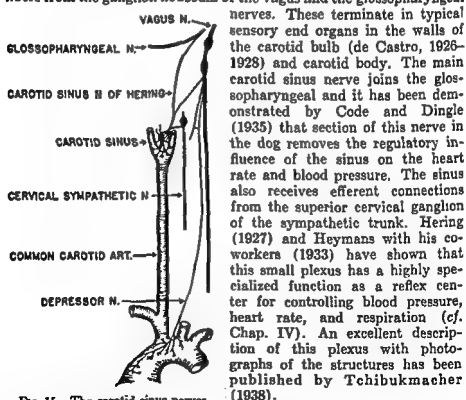 VAGUS N.
GLOSSOPHARYNGEAL N.
CAROTID SINUS N OF HERING
CAROTID SINUS
CERVICAL SYMPATHETIC N
COMMON CAROTID ART.
DEPRESSOR N.
nerves. These terminate in typical
sensory end organs in the walls of
the carotid bulb (de Castro, 1926–
1928) and carotid body. The main
carotid sinus nerve joins the glos-
sopharyngeal and it has been dem-
onstrated by Code and Dingle
(1935) that section of this nerve in
the dog removes the regulatory in-
fluence of the sinus on the heart
rate and blood pressure. The sinus
also receives efferent connections
from the superior cervical ganglion
of the sympathetic trunk. Hering
(1927) and Heymans with his co-
workers (1933) have shown that
this small plexus has a highly spe-
cialized function as a reflex cen-
ter for controlling blood pressure,
heart rate, and respiration (cf.
Chap. IV). An excellent descrip-
tion of this plexus with photo-
graphs of the structures has been
published by Tchibukmacher
(1938).